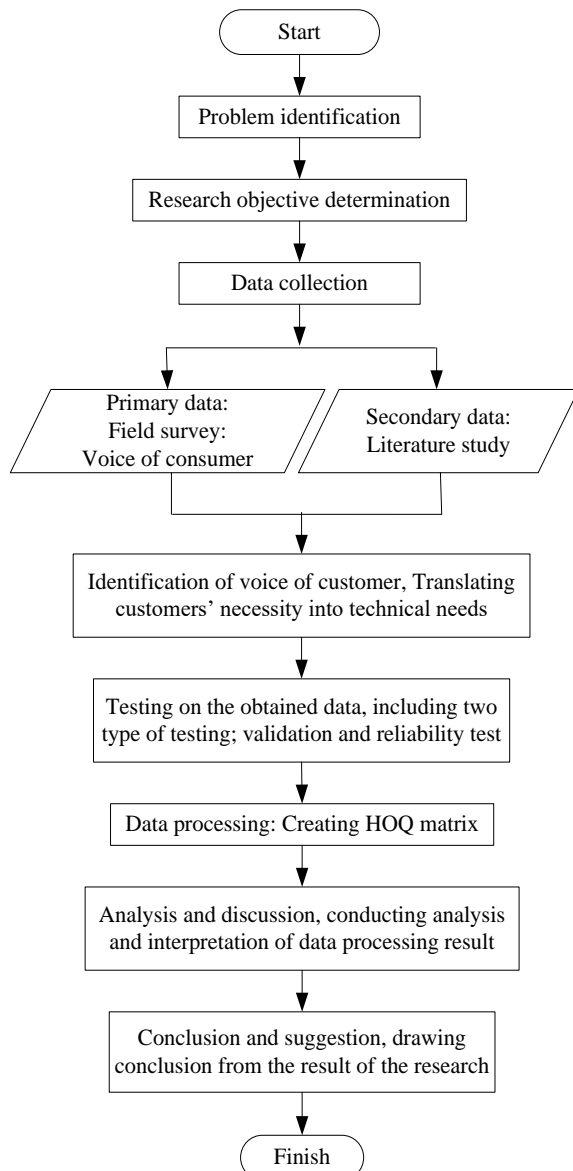 Start
Problem identification
Research objective determination
Data collection
Primary data:
Field survey:
Voice of consumer
Secondary data:
Literature study
Identification of voice of customer, Translating
customers’ necessity into technical needs
Testing on the obtained data, including two
type of testing; validation and reliability test
Data processing: Creating HOQ matrix
Analysis and discussion, conducting analysis
and interpretation of data processing result
Conclusion and suggestion, drawing
conclusion from the result of the research
Finish